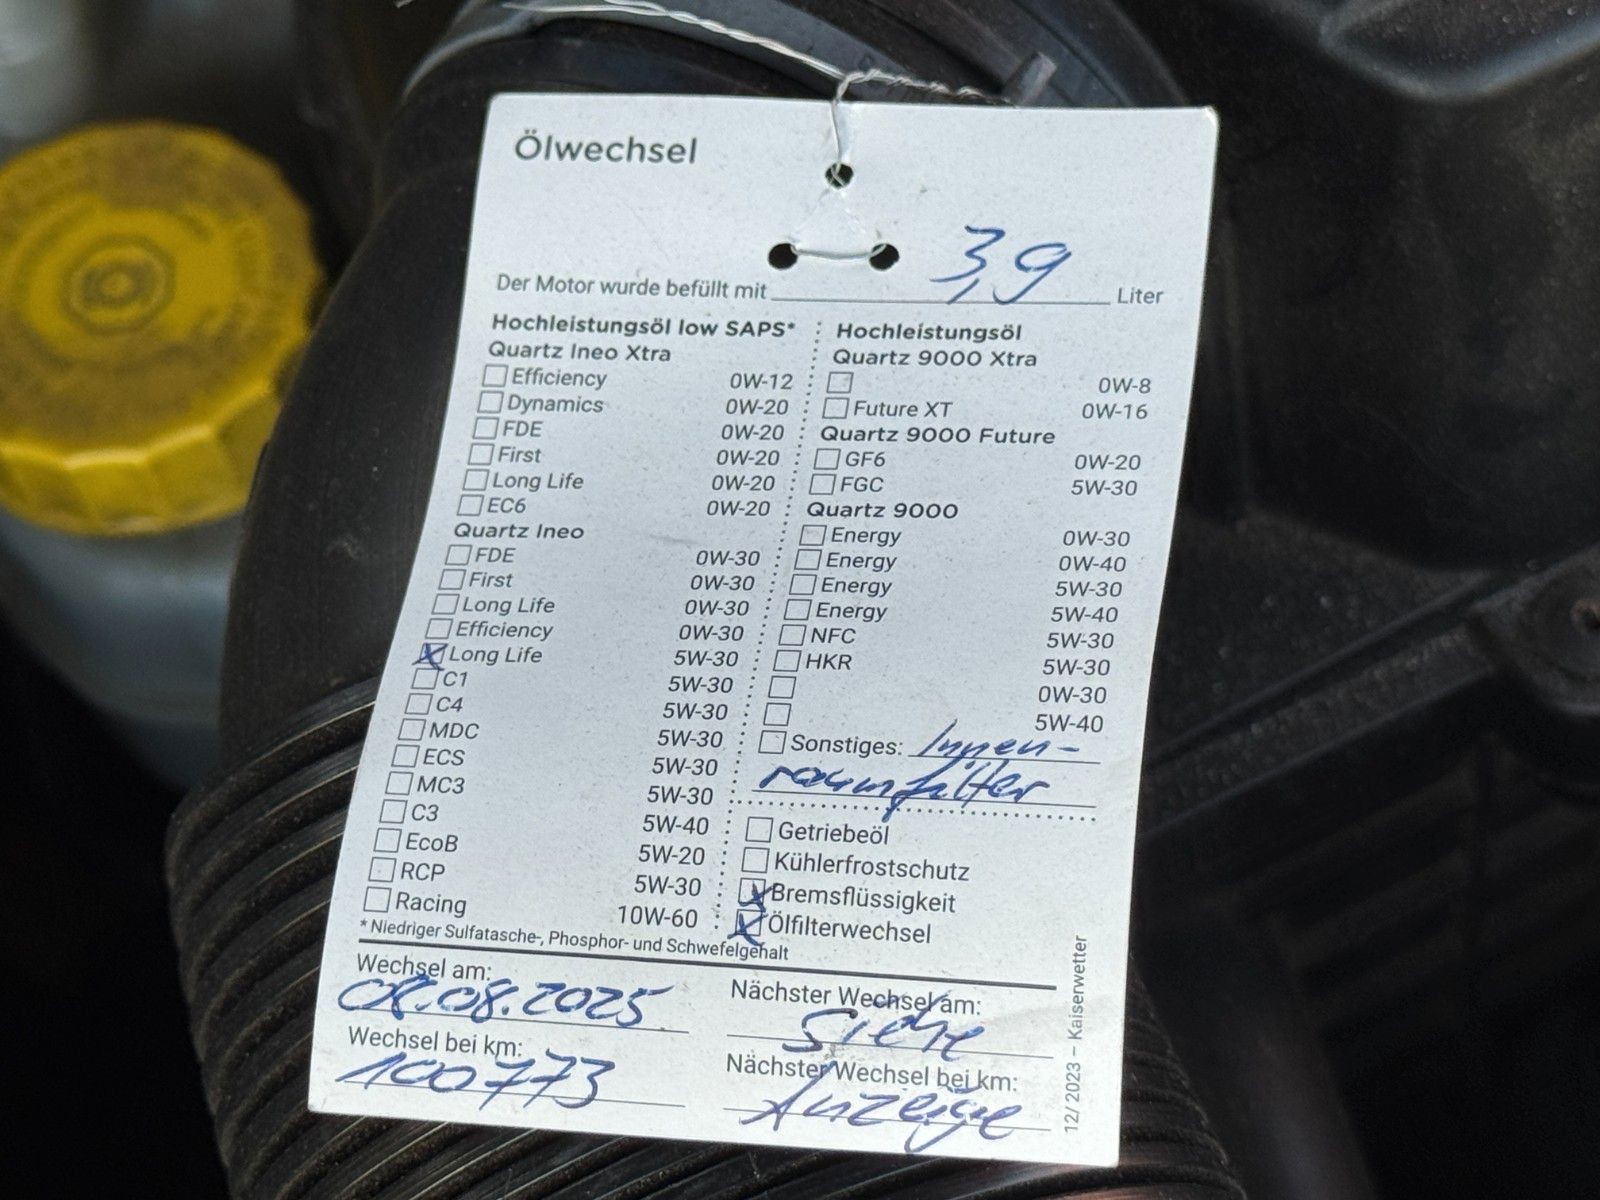 Ölwechsel
Der Motor wurde befüllt mit 3,9 Liter
Hochleistungsöl low SAPS*
Quartz Ineo Xtra
Efficiency 0W-12
Dynamics 0W-20
FDE 0W-20
First 0W-20
Long Life 0W-20
EC6 0W-20
Quartz Ineo
FDE 0W-30
First 0W-30
Long Life 0W-30
Efficiency 0W-30
x Long Life 5W-30
C1 5W-30
C4 5W-30
MDC 5W-30
ECS 5W-30
MC3 5W-30
C3 5W-40
EcoB 5W-20
RCP 5W-30
Racing 10W-60
* Niedriger Sulfatasche-, Phosphor- und Schwefelgehalt
Hochleistungsöl
Quartz 9000 Xtra
0W-8
Future XT 0W-16
Quartz 9000 Future
GF6 0W-20
FGC 5W-30
Quartz 9000
Energy 0W-30
Energy 0W-40
Energy 5W-30
Energy 5W-40
NFC 5W-30
HKR 5W-30
0W-30
5W-40
Sonstiges: Innen-
raumfilter
Getriebeöl
Kühlerfrostschutz
x Bremsflüssigkeit
x Ölfilterwechsel
Wechsel am:
08.08.2025
Wechsel bei km:
100773
Nächster Wechsel am:
Siehe
Nächster Wechsel bei km:
Anzeige
12/2023 – Kaiserwetter